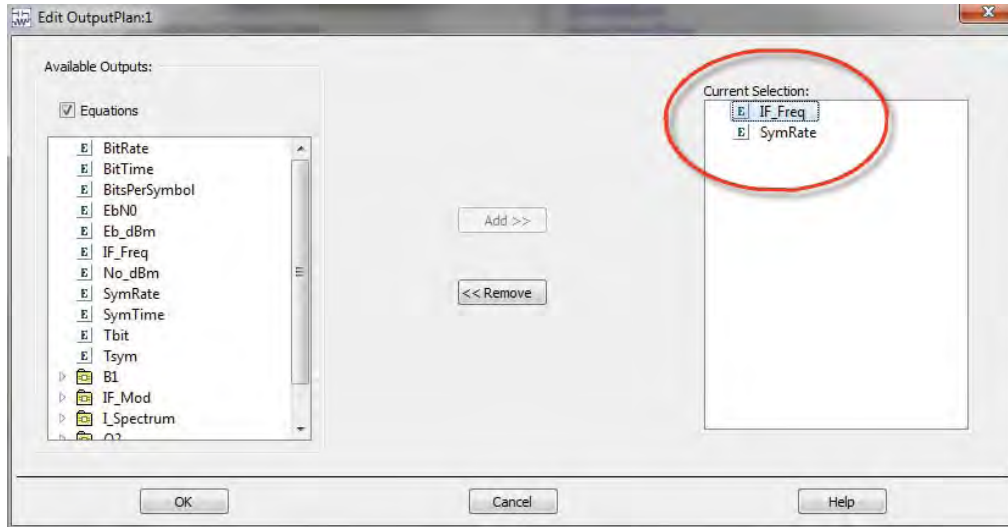 Edit OutputPlan:1
Available Outputs:
Equations
E BitRate
E BitTime
E BitsPerSymbol
E EbN0
E Eb_dBm
E IF_Freq
E No_dBm
E SymRate
E SymTime
E Tbit
E Tsym
B1
IF_Mod
I_Spectrum
Add >>
<< Remove
Current Selection:
E IF_Freq
E SymRate
OK
Cancel
Help